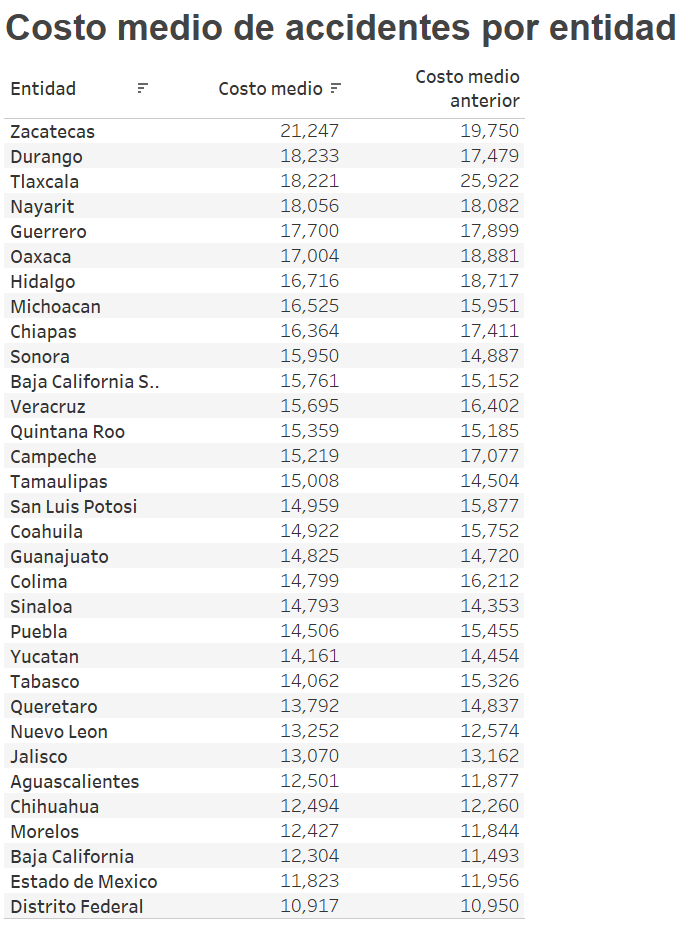 Costo medio de accidentes por entidad
Entidad Costo medio Costo medio anterior
Zacatecas 21,247 19,750
Durango 18,233 17,479
Tlaxcala 18,221 25,922
Nayarit 18,056 18,082
Guerrero 17,700 17,899
Oaxaca 17,004 18,881
Hidalgo 16,716 18,717
Michoacan 16,525 15,951
Chiapas 16,364 17,411
Sonora 15,950 14,887
Baja California S.. 15,761 15,152
Veracruz 15,695 16,402
Quintana Roo 15,359 15,185
Campeche 15,219 17,077
Tamaulipas 15,008 14,504
San Luis Potosi 14,959 15,877
Coahuila 14,922 15,752
Guanajuato 14,825 14,720
Colima 14,799 16,212
Sinaloa 14,793 14,353
Puebla 14,506 15,455
Yucatan 14,161 14,454
Tabasco 14,062 15,326
Queretaro 13,792 14,837
Nuevo Leon 13,252 12,574
Jalisco 13,070 13,162
Aguascalientes 12,501 11,877
Chihuahua 12,494 12,260
Morelos 12,427 11,844
Baja California 12,304 11,493
Estado de Mexico 11,823 11,956
Distrito Federal 10,917 10,950